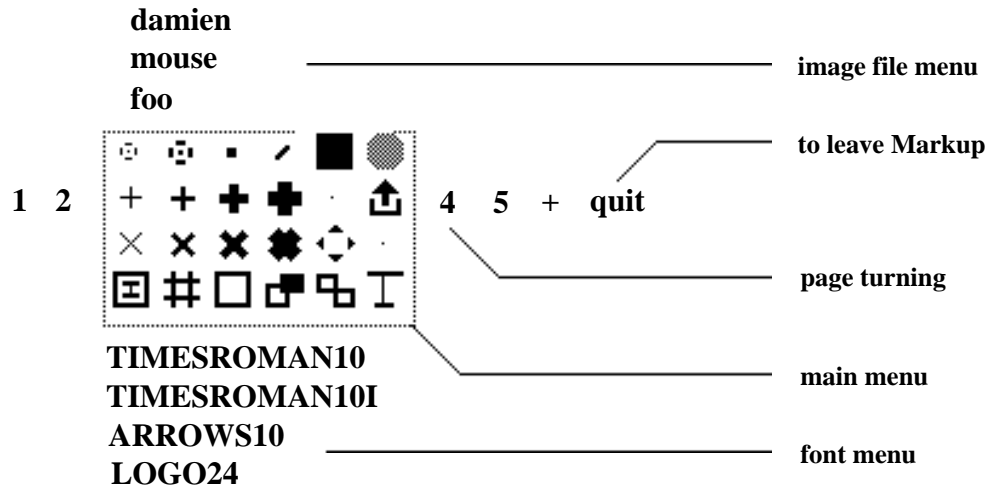 damien
mouse
image file menu
foo
to leave Markup
1 2 4 5 + quit
page turning
TIMESROMAN10
main menu
TIMESROMAN10I
ARROWS10
font menu
LOGO24